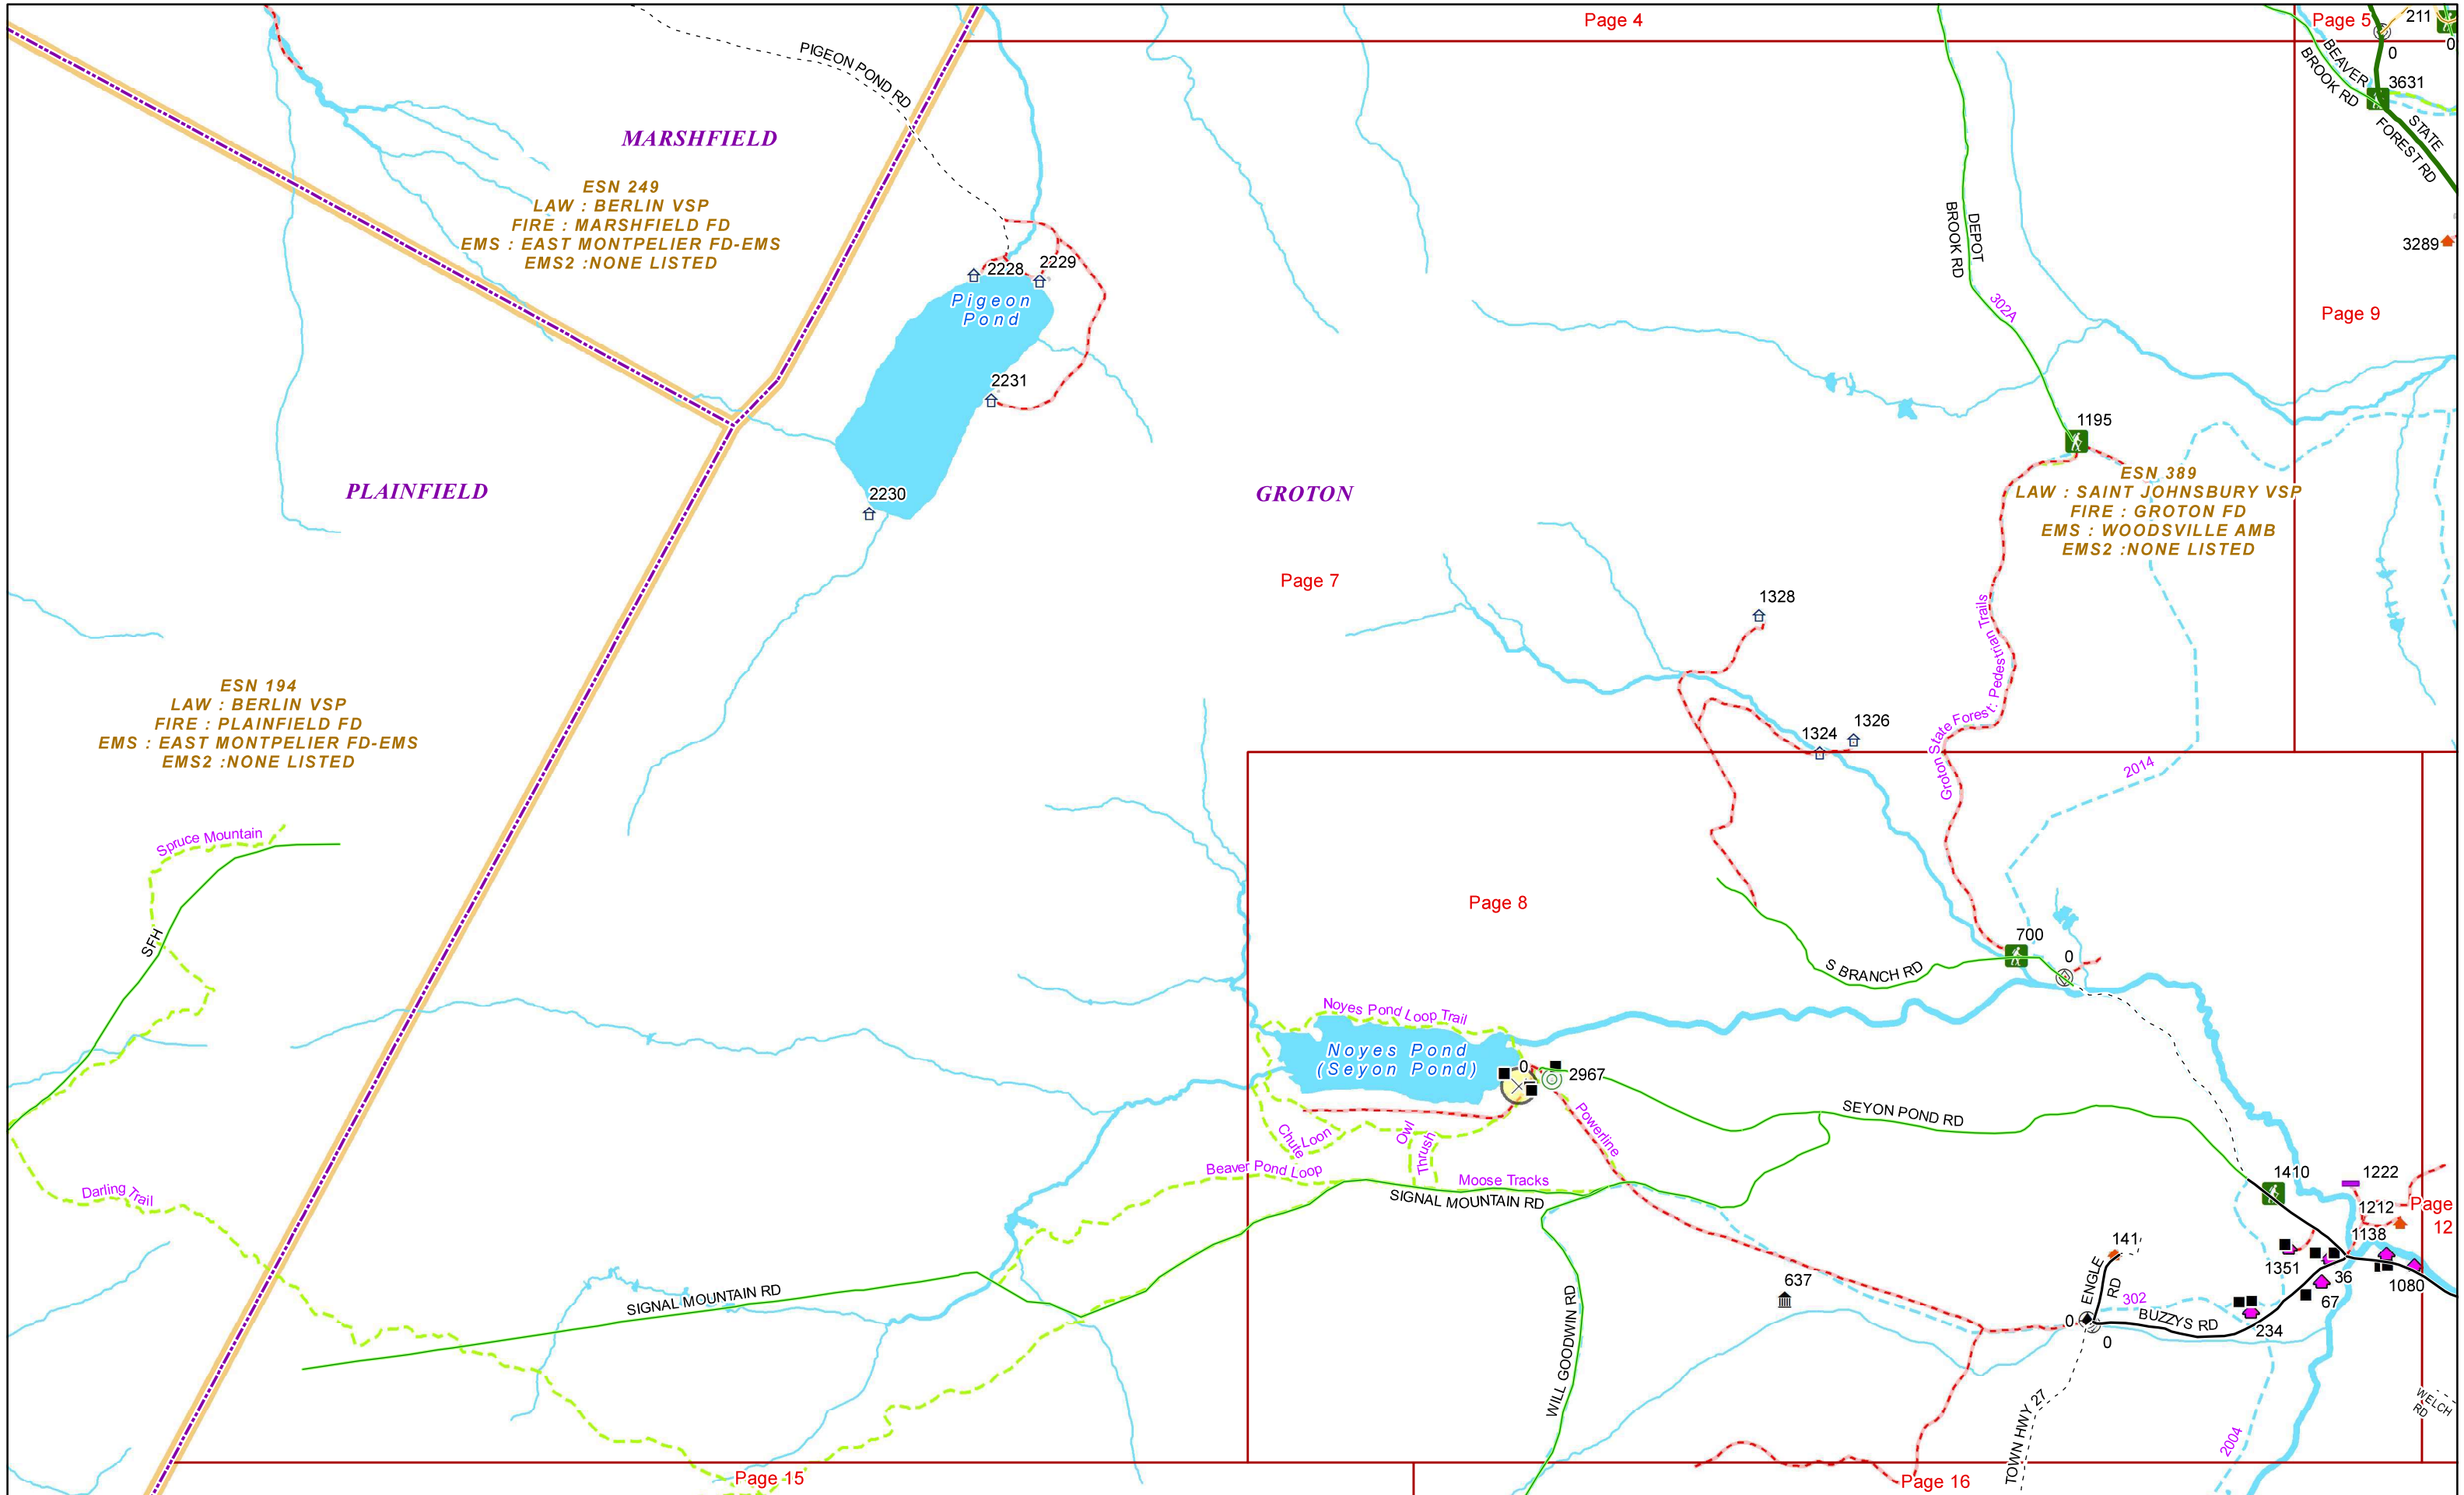 Page 4
Page 5
211
0
0
BEAVER
BROOK RD
3631
STATE
FOREST RD
PIGEON POND RD
MARSHFIELD
ESN 249
LAW : BERLIN VSP
FIRE : MARSHFIELD FD
EMS : EAST MONTPELIER FD-EMS
EMS2 :NONE LISTED
DEPOT
BROOK RD
302A
3289
Page 9
2228
2229
Pigeon
Pond
2231
2230
1195
PLAINFIELD
GROTON
ESN 389
LAW : SAINT JOHNSBURY VSP
FIRE : GROTON FD
EMS : WOODSVILLE AMB
EMS2 :NONE LISTED
Page 7
1328
1326
1324
Groton State Forest: Pedestrian Trails
2014
ESN 194
LAW : BERLIN VSP
FIRE : PLAINFIELD FD
EMS : EAST MONTPELIER FD-EMS
EMS2 :NONE LISTED
Spruce Mountain
SFH
Page 8
700
0
S BRANCH RD
Noyes Pond Loop Trail
Noyes Pond
(Seyon Pond)
0
2967
Powerline
SEYON POND RD
Chute
Loon
Owl
Thrush
Beaver Pond Loop
Moose Tracks
SIGNAL MOUNTAIN RD
Darling Trail
1410
1222
Page
12
1212
1138
141
1351
36
1080
67
ENGLE
RD
302
BUZZYS RD
234
0
0
637
SIGNAL MOUNTAIN RD
WILL GOODWIN RD
TOWN HWY 27
WELCH
RD
2004
Page 15
Page 16